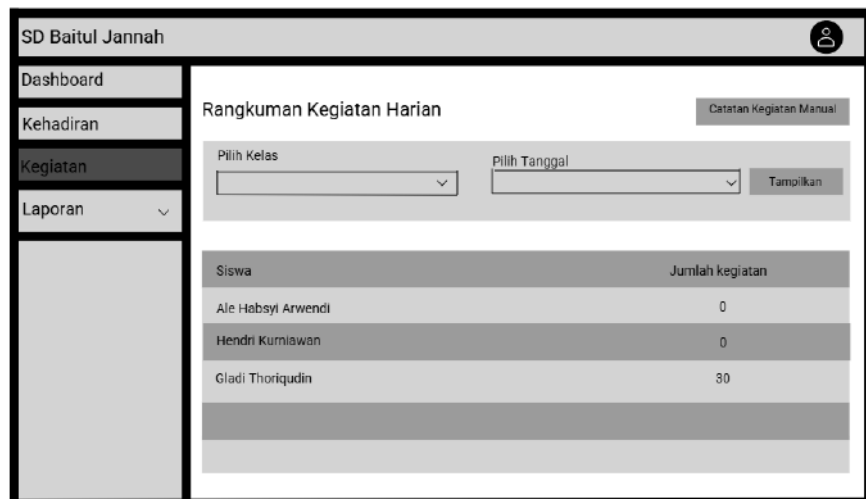 SD Baitul Jannah
Dashboard
Kehadiran
Kegiatan
Laporan
Rangkuman Kegiatan Harian
Catatan Kegiatan Manual
Pilih Kelas
Pilih Tanggal
Tampilkan
Siswa Jumlah kegiatan
Ale Habsyi Arwendi 0
Hendri Kurniawan 0
Gladi Thoriqudin 30